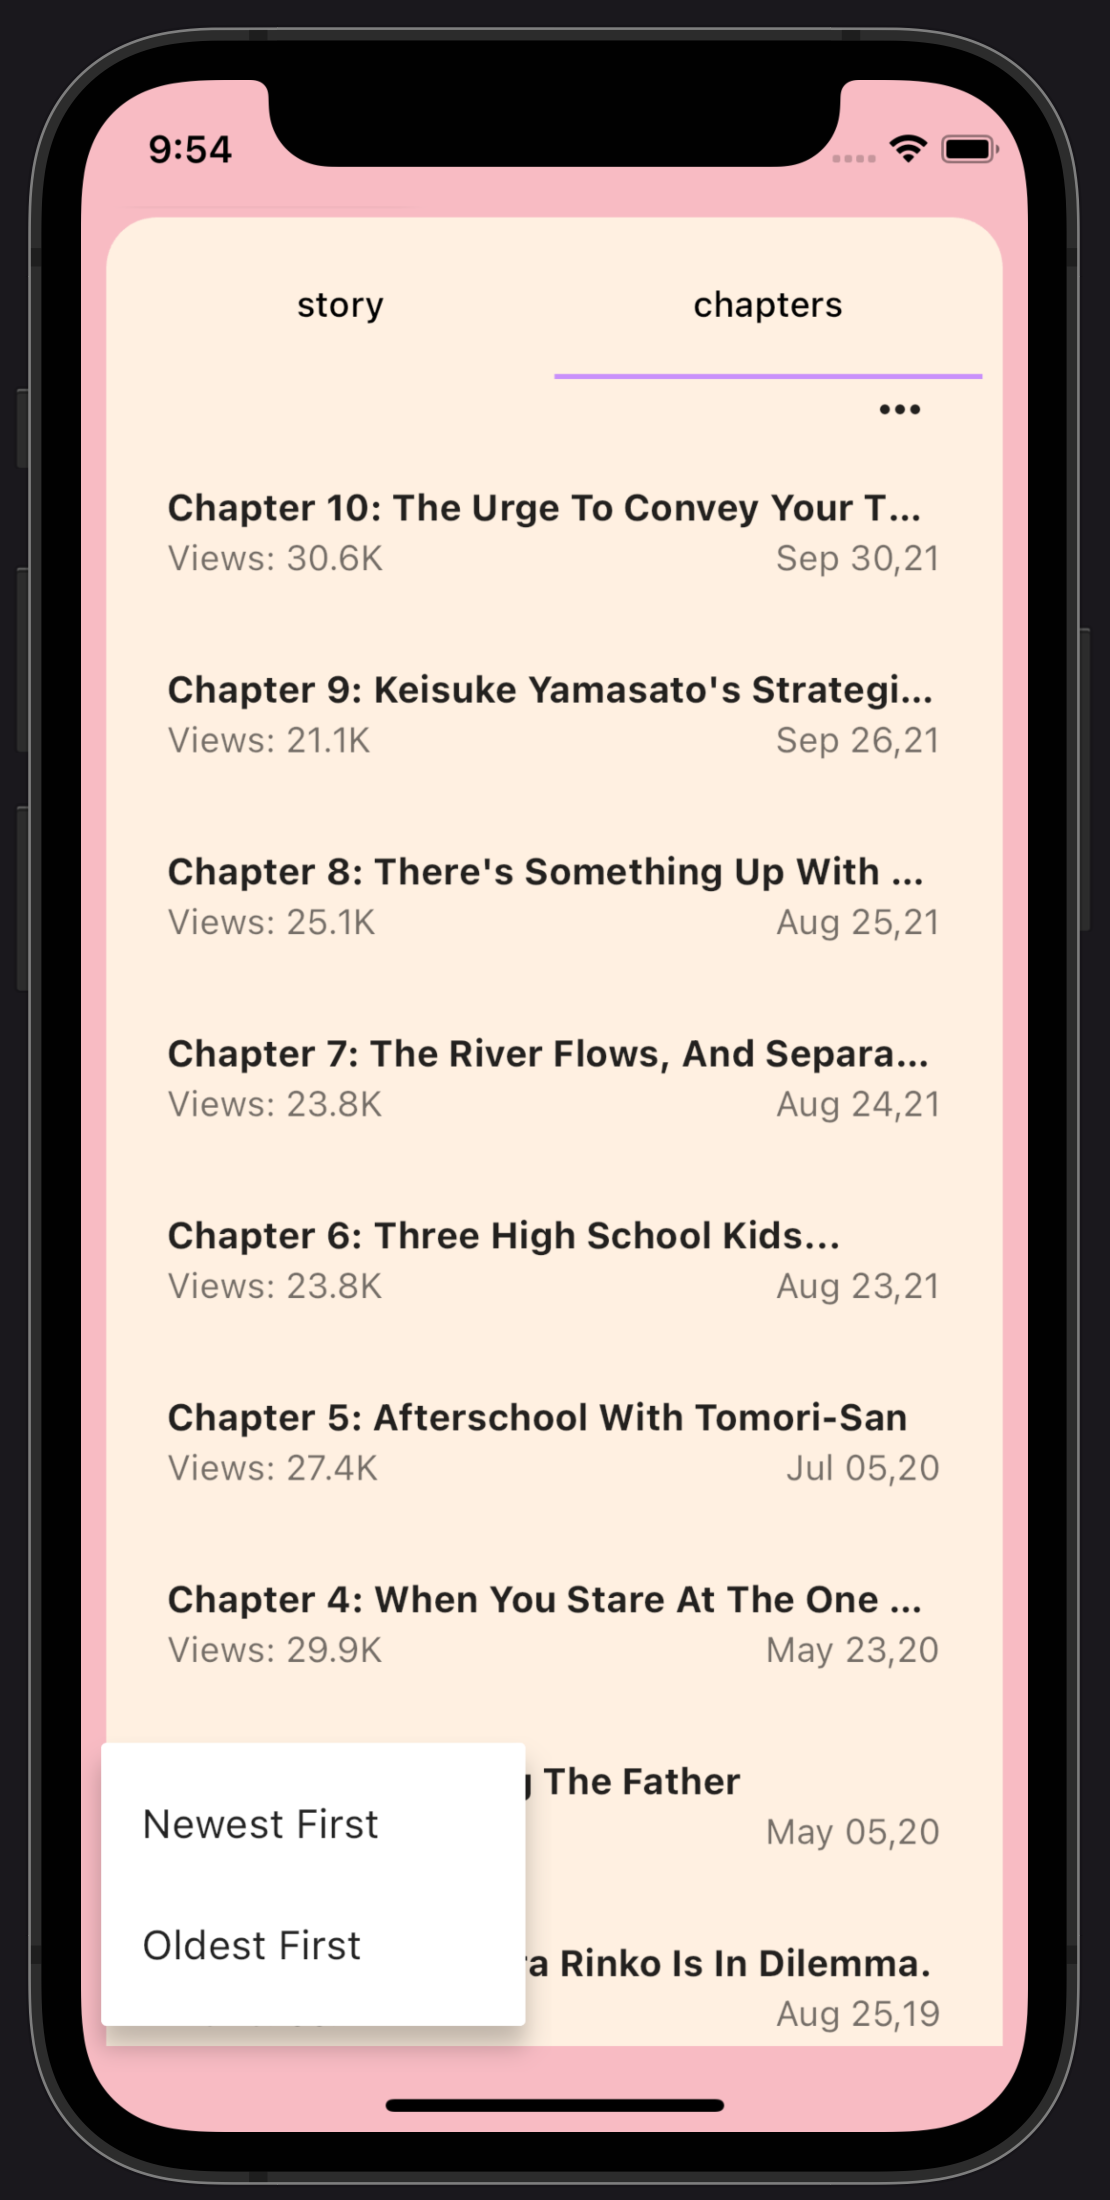 9:54
story chapters
Chapter 10: The Urge To Convey Your T...
Views: 30.6K Sep 30,21
Chapter 9: Keisuke Yamasato's Strategi...
Views: 21.1K Sep 26,21
Chapter 8: There's Something Up With ...
Views: 25.1K Aug 25,21
Chapter 7: The River Flows, And Separa...
Views: 23.8K Aug 24,21
Chapter 6: Three High School Kids...
Views: 23.8K Aug 23,21
Chapter 5: Afterschool With Tomori-San
Views: 27.4K Jul 05,20
Chapter 4: When You Stare At The One ...
Views: 29.9K May 23,20
The Father
May 05,20
Rinko Is In Dilemma.
Aug 25,19
Newest First
Oldest First